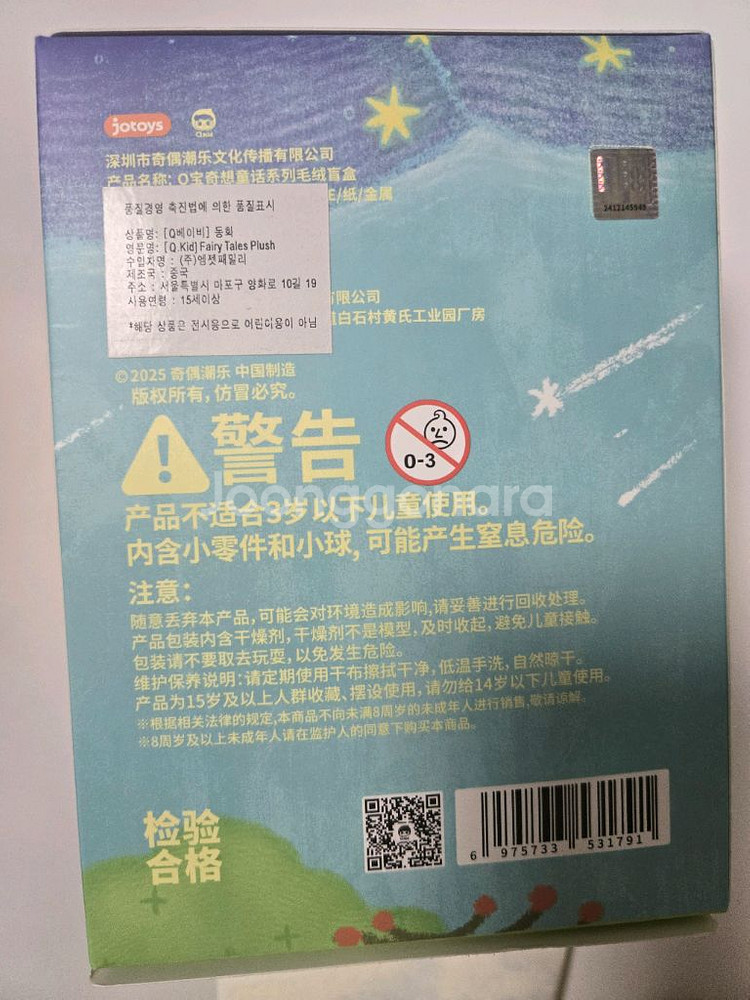 jotoys
深圳市奇偶潮乐文化传播有限公司
产品名称: Q宝奇想童话系列毛绒盲盒
/纸/金属
품질경영 촉진법에 의한 품질표시
상품명: [Q베이비] 동화
영문명: [Q.Kid] Fairy Tales Plush
수입자명 : (주)엠젯패밀리
제조국 : 중국
주소 : 서울특별시 마포구 양화로 10길 19
사용연령 : 15세이상
*해당 상품은 전시용으로 어린이용이 아님
有限公司
道白石村黄氏工业园厂房
©2025 奇偶潮乐 中国制造
版权所有,仿冒必究。
警告
0-3
Joonggonara
产品不适合3岁以下儿童使用。
内含小零件和小球, 可能产生窒息危险。
注意:
随意丢弃本产品, 可能会对环境造成影响,请妥善进行回收处理。
产品包装内含干燥剂, 干燥剂不是模型, 及时收起, 避免儿童接触。
包装请不要取去玩耍, 以免发生危险。
维护保养说明: 请定期使用干布擦拭干净, 低温手洗, 自然晾干。
产品为15岁及以上人群收藏、摆设使用, 请勿给14岁以下儿童使用。
※根据相关法律的规定,本商品不向未满8周岁的未成年人进行销售,敬请谅解。
※8周岁及以上未成年人请在监护人的同意下购买本商品。
检验
合格
6 975733 531791